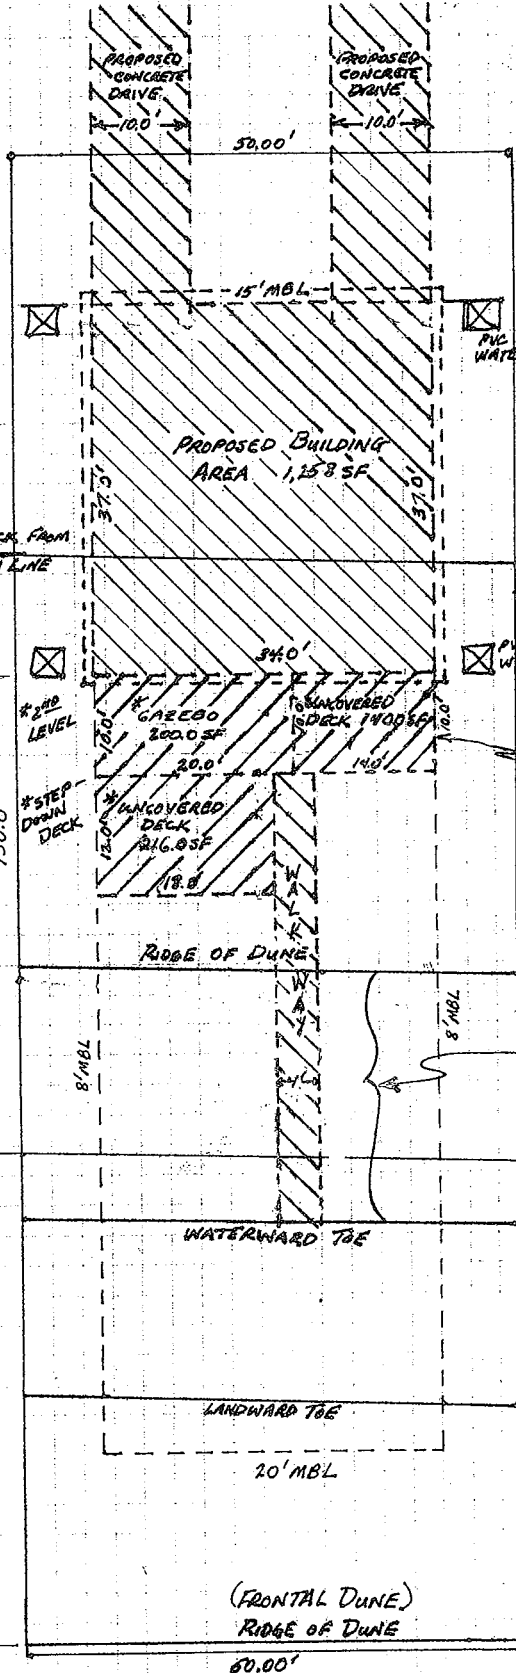 PROPOSED
CONCRETE
DRIVE
10.0'
PROPOSED
CONCRETE
DRIVE
10.0'
50.00'
15' MBL
PVC
WATE
PROPOSED BUILDING
AREA 1,258 SF
37.0'
37.0'
CK FROM
LINE
34.0'
*2ND
LEVEL
10.0'
*GAZEBO
200.0 SF
20.0'
UNCOVERED
DECK 140.0 SF
10.0'
14.0'
*STEP-
DOWN
DECK
12.0'
*UNCOVERED
DECK
216.0 SF
18.0'
WALKWAY
RIDGE OF DUNE
8' MBL
8' MBL
WATERWARD TOE
LANDWARD TOE
20' MBL
(FRONTAL DUNE)
RIDGE OF DUNE
50.00'